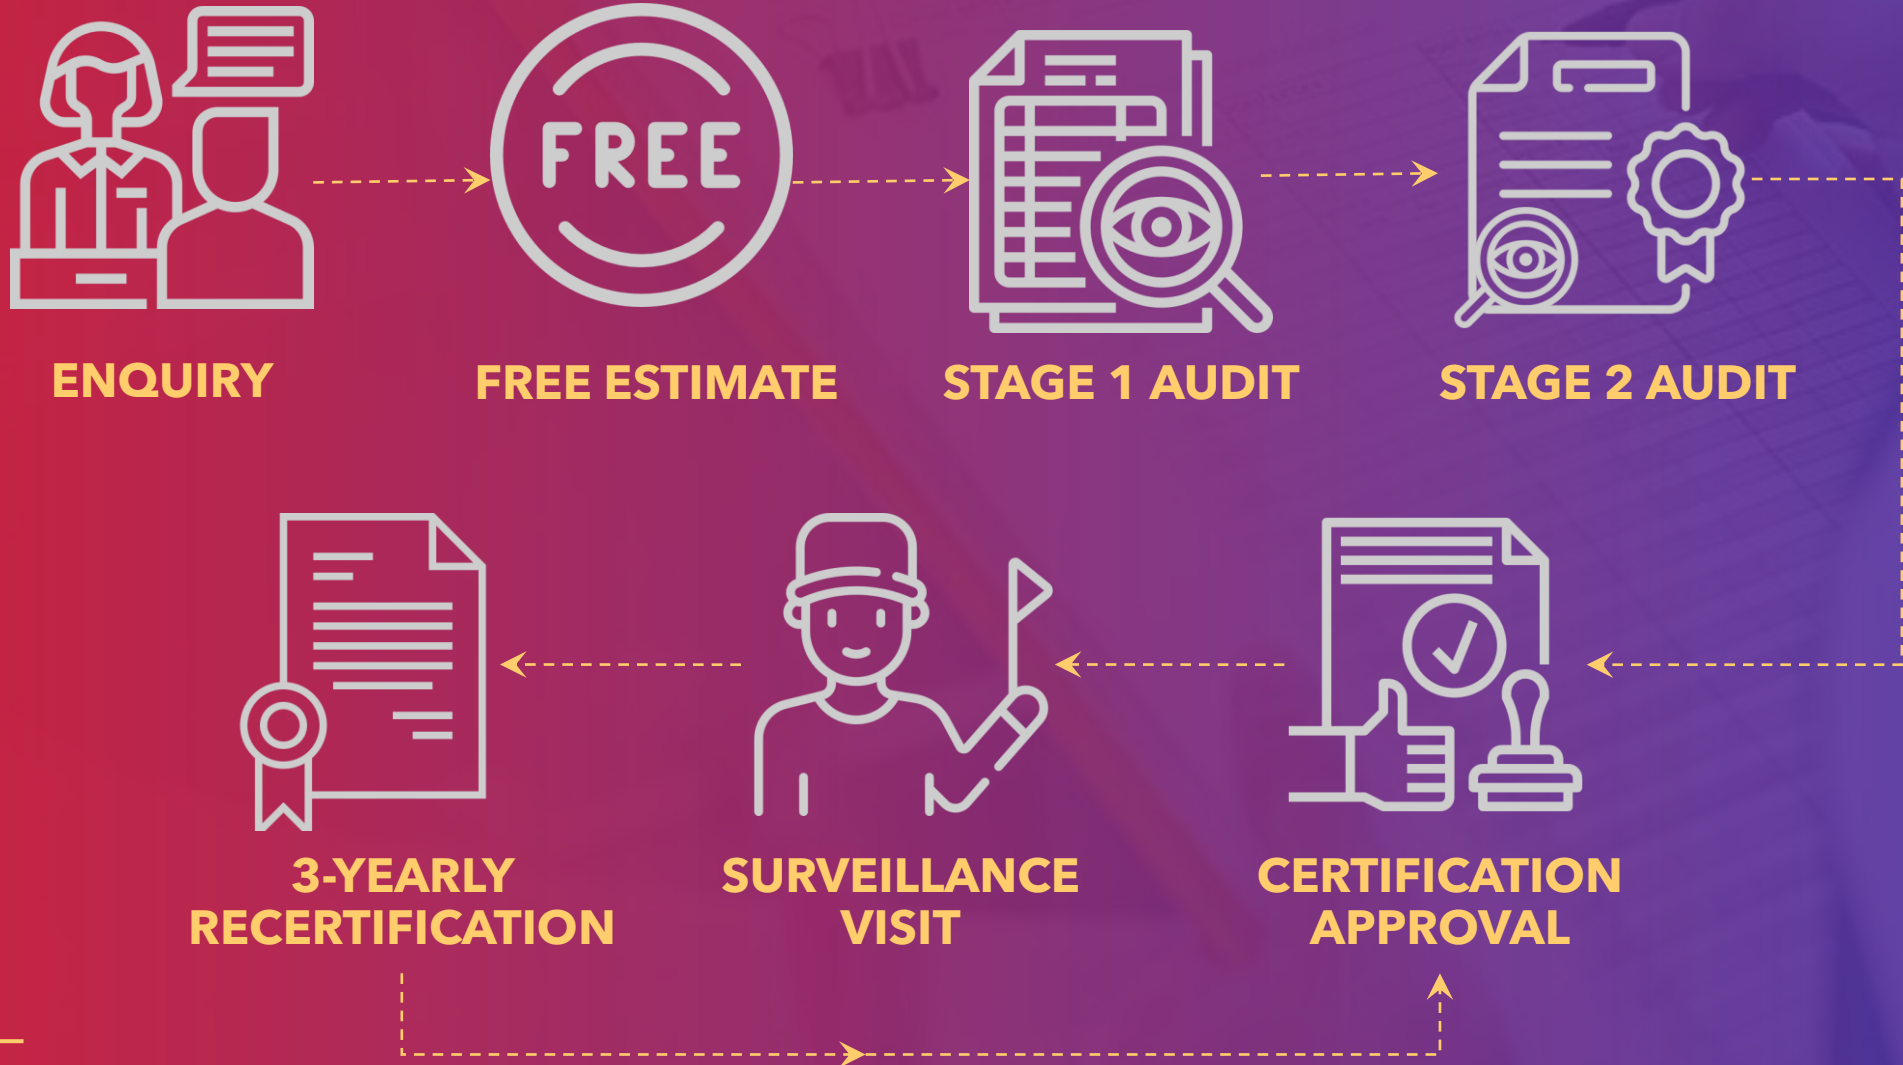 FREE
ENQUIRY
FREE ESTIMATE
STAGE 1 AUDIT
STAGE 2 AUDIT
3-YEARLY
RECERTIFICATION
SURVEILLANCE
VISIT
CERTIFICATION
APPROVAL